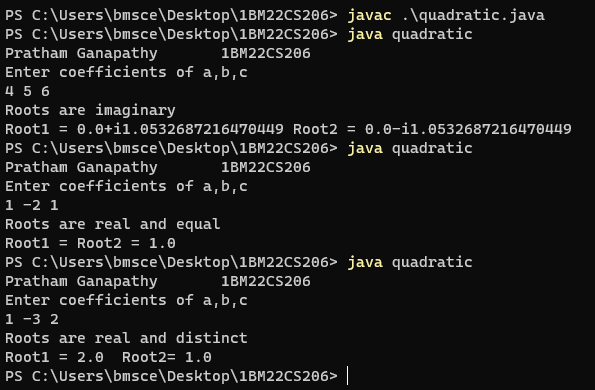 PS C:\Users\bmsce\Desktop\1BM22CS206> javac .\quadratic.java
PS C:\Users\bmsce\Desktop\1BM22CS206> java quadratic
Pratham Ganapathy       1BM22CS206
Enter coefficients of a,b,c
4 5 6
Roots are imaginary
Root1 = 0.0+i1.0532687216470449 Root2 = 0.0-i1.0532687216470449
PS C:\Users\bmsce\Desktop\1BM22CS206> java quadratic
Pratham Ganapathy       1BM22CS206
Enter coefficients of a,b,c
1 -2 1
Roots are real and equal
Root1 = Root2 = 1.0
PS C:\Users\bmsce\Desktop\1BM22CS206> java quadratic
Pratham Ganapathy       1BM22CS206
Enter coefficients of a,b,c
1 -3 2
Roots are real and distinct
Root1 = 2.0  Root2= 1.0
PS C:\Users\bmsce\Desktop\1BM22CS206>